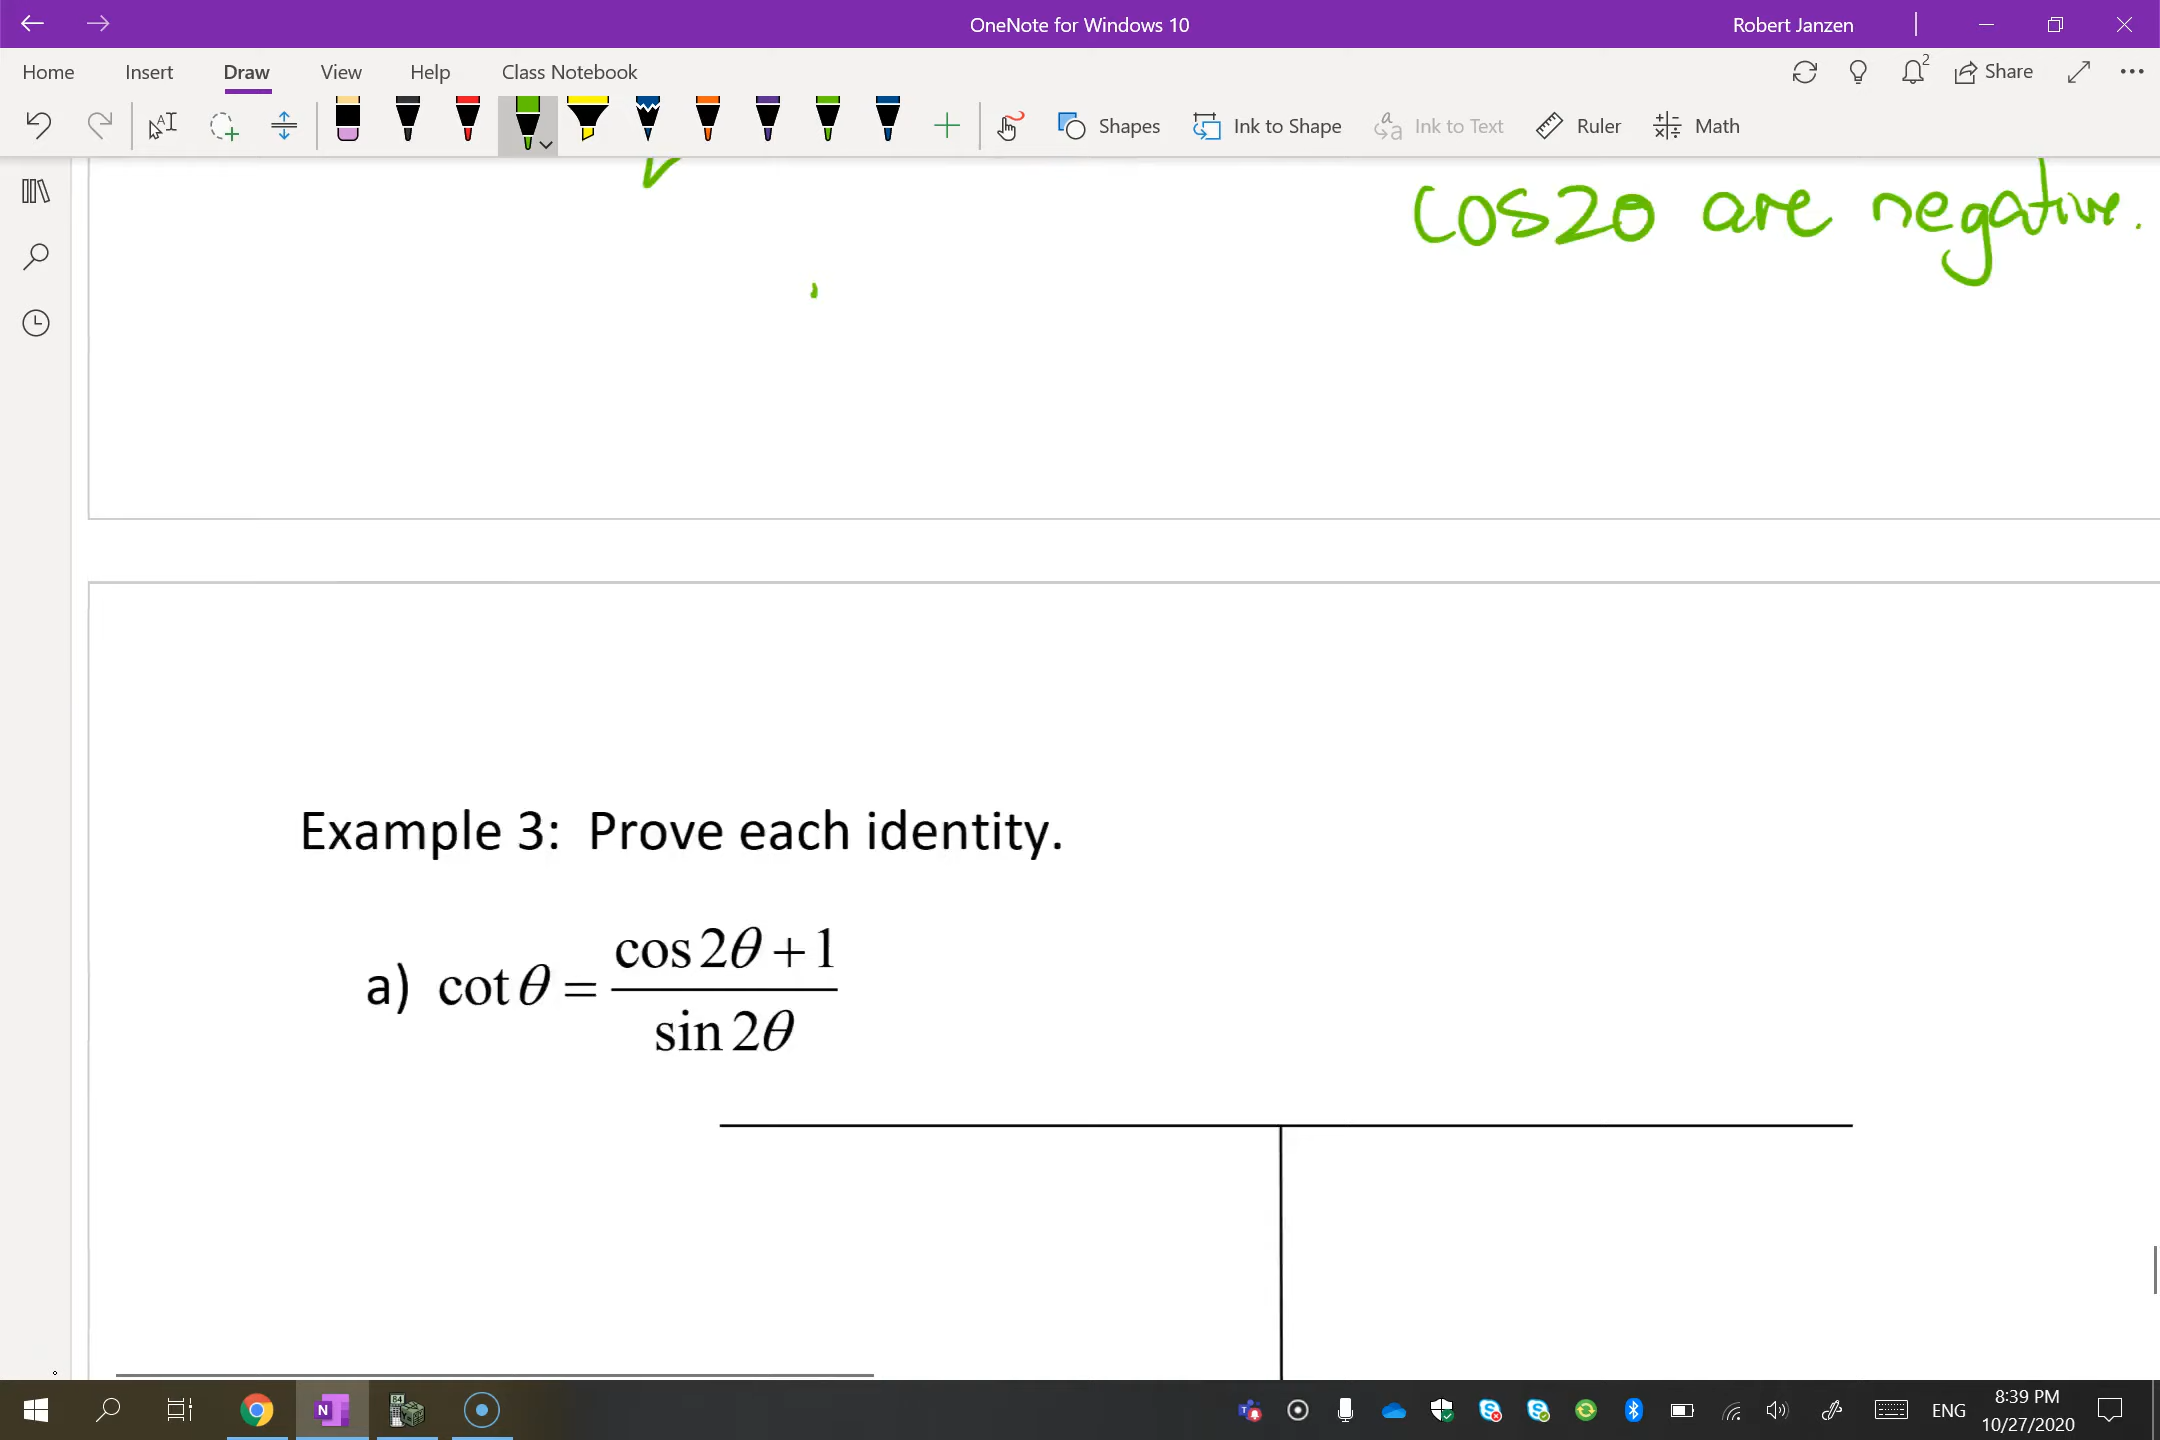 OneNote for Windows 10
Robert Janzen
Home Insert Draw View Help Class Notebook
2 Share
Shapes Ink to Shape Ink to Text Ruler Math
cos2θ are negative.
Example 3: Prove each identity.
a) cot θ = (cos 2θ + 1) / (sin 2θ)
ENG
8:39 PM
10/27/2020